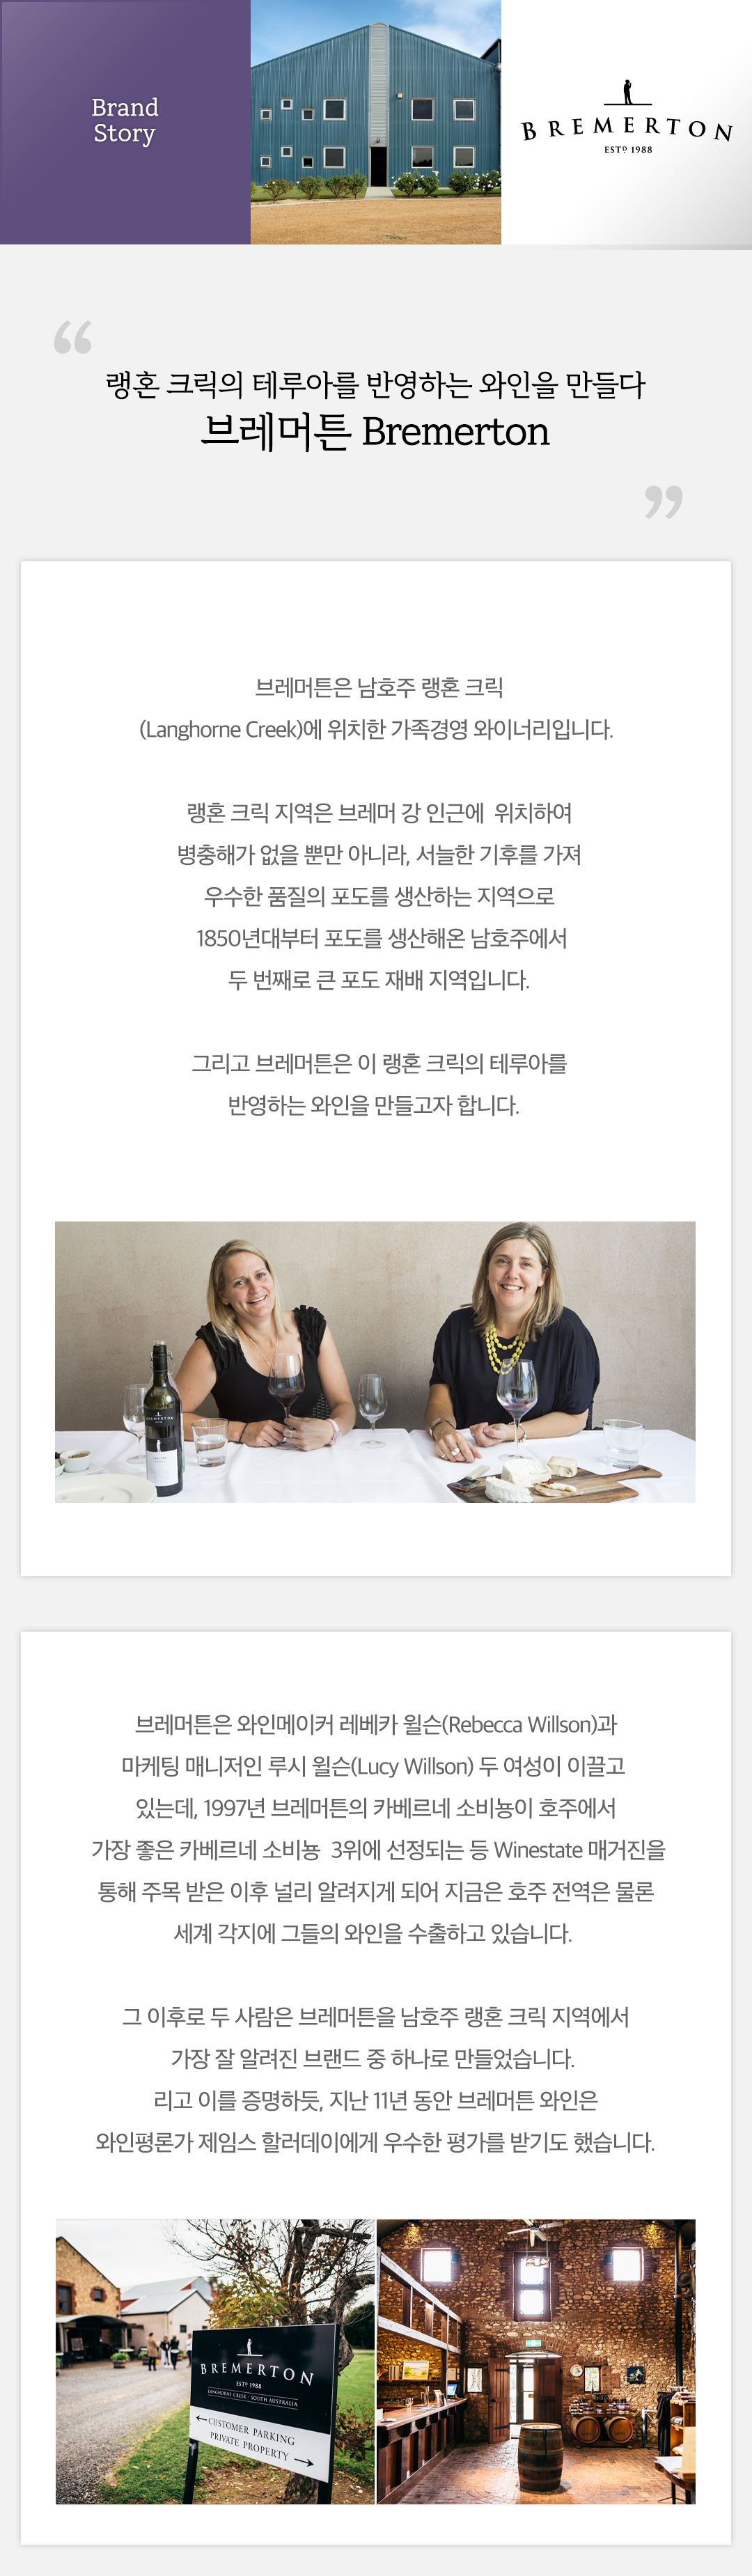 Brand
Story
BREMERTON
ESTD 1988
“
랭혼 크릭의 테루아를 반영하는 와인을 만들다
브레머튼 Bremerton
”
브레머튼은 남호주 랭혼 크릭
(Langhorne Creek)에 위치한 가족경영 와이너리입니다.
랭혼 크릭 지역은 브레머 강 인근에 위치하여
병충해가 없을 뿐만 아니라, 서늘한 기후를 가져
우수한 품질의 포도를 생산하는 지역으로
1850년대부터 포도를 생산해온 남호주에서
두 번째로 큰 포도 재배 지역입니다.
그리고 브레머튼은 이 랭혼 크릭의 테루아를
반영하는 와인을 만들고자 합니다.
BREMERTON
브레머튼은 와인메이커 레베카 윌슨(Rebecca Willson)과
마케팅 매니저인 루시 윌슨(Lucy Willson) 두 여성이 이끌고
있는데, 1997년 브레머튼의 카베르네 소비뇽이 호주에서
가장 좋은 카베르네 소비뇽 3위에 선정되는 등 Winestate 매거진을
통해 주목 받은 이후 널리 알려지게 되어 지금은 호주 전역은 물론
세계 각지에 그들의 와인을 수출하고 있습니다.
그 이후로 두 사람은 브레머튼을 남호주 랭혼 크릭 지역에서
가장 잘 알려진 브랜드 중 하나로 만들었습니다.
리고 이를 증명하듯, 지난 11년 동안 브레머튼 와인은
와인평론가 제임스 할러데이에게 우수한 평가를 받기도 했습니다.
BREMERTON
ESTD 1988
LANGHORNE CREEK · SOUTH AUSTRALIA
←CUSTOMER PARKING
PRIVATE PROPERTY →